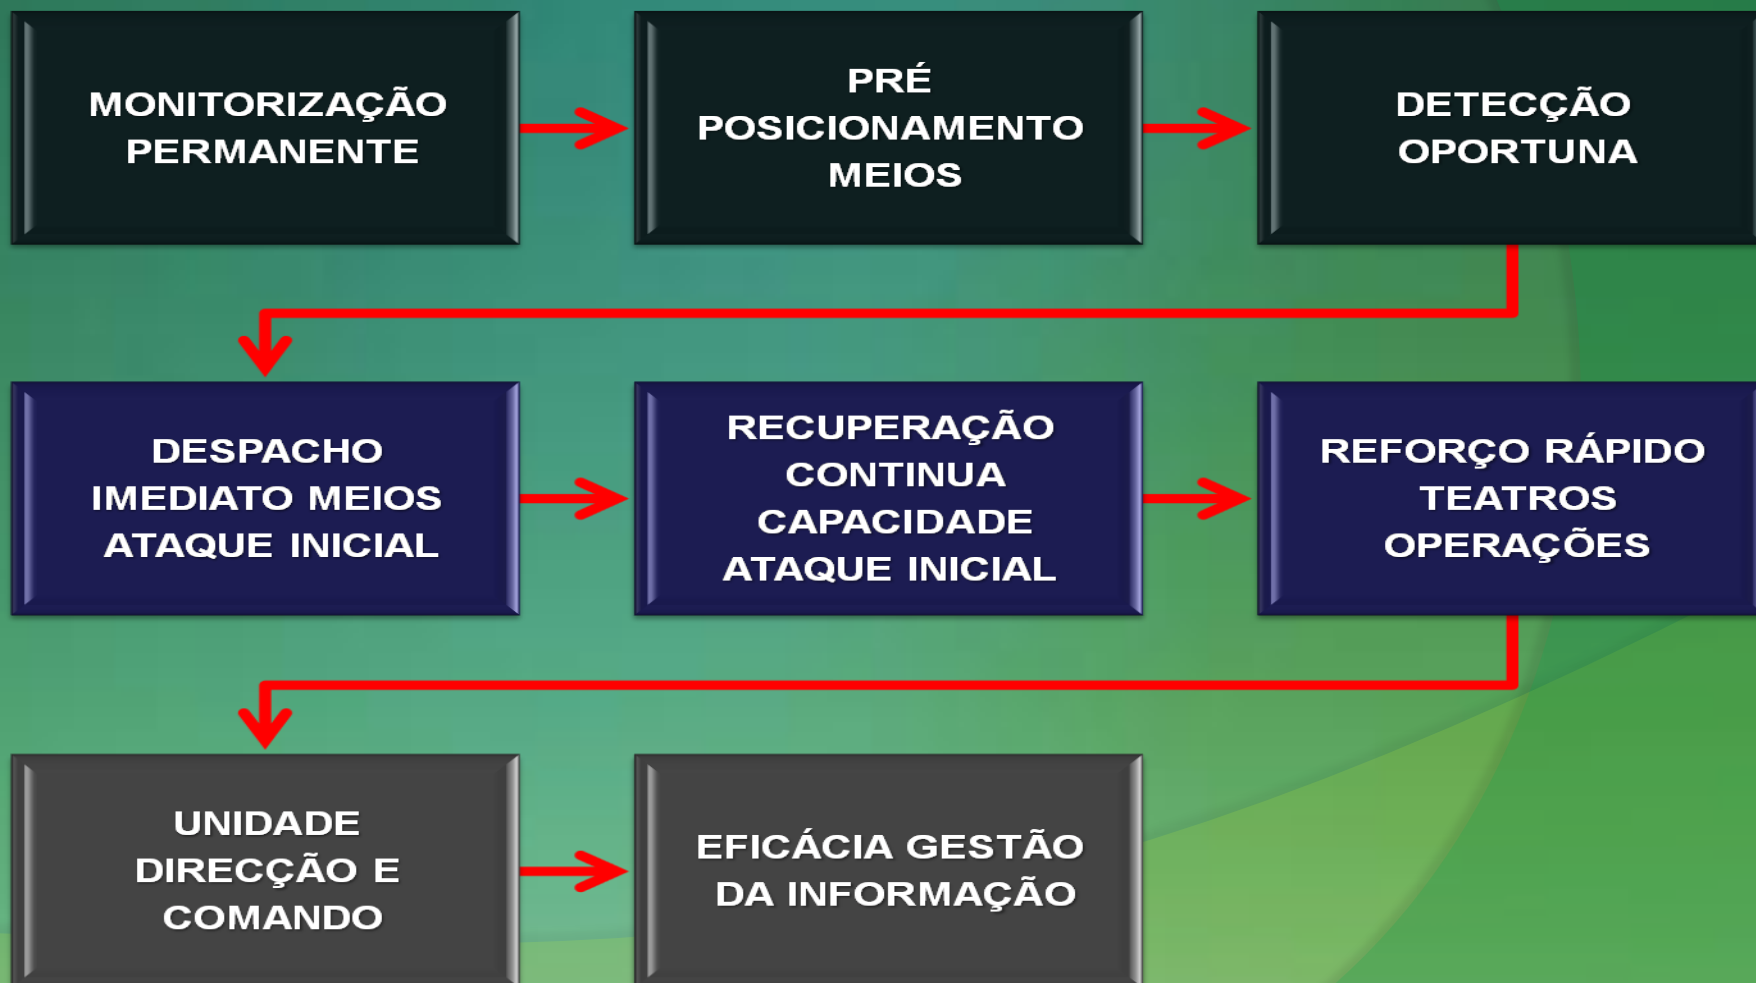 MONITORIZAÇÃO
PERMANENTE
PRÉ
POSICIONAMENTO
MEIOS
DETECÇÃO
OPORTUNA
DESPACHO
IMEDIATO MEIOS
ATAQUE INICIAL
RECUPERAÇÃO
CONTINUA
CAPACIDADE
ATAQUE INICIAL
REFORÇO RÁPIDO
TEATROS
OPERAÇÕES
UNIDADE
DIRECÇÃO E
COMANDO
EFICÁCIA GESTÃO
DA INFORMAÇÃO